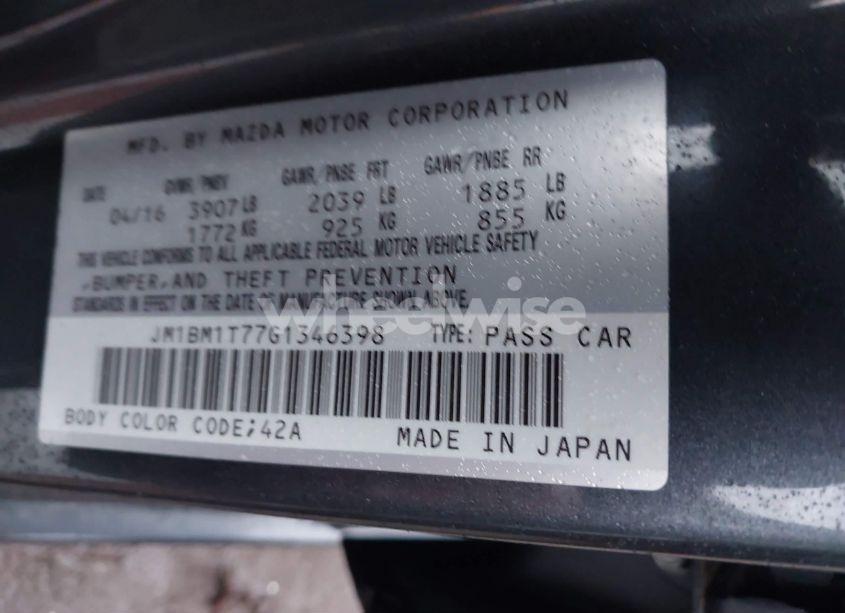 MFD. BY MAZDA MOTOR CORPORATION
DATE GVWR/PNBV GAWR/PNBE FRT GAWR/PNBE RR
04/16 3907 LB 2039 LB 1885 LB
1772 KG 925 KG 855 KG
THIS VEHICLE CONFORMS TO ALL APPLICABLE FEDERAL MOTOR VEHICLE SAFETY
,BUMPER,AND THEFT PREVENTION
STANDARDS IN EFFECT ON THE DATE OF MANUFACTURE SHOWN ABOVE.
wheelwise
JM1BM1T77G1346398 TYPE: PASS CAR
BODY COLOR CODE;42A MADE IN JAPAN